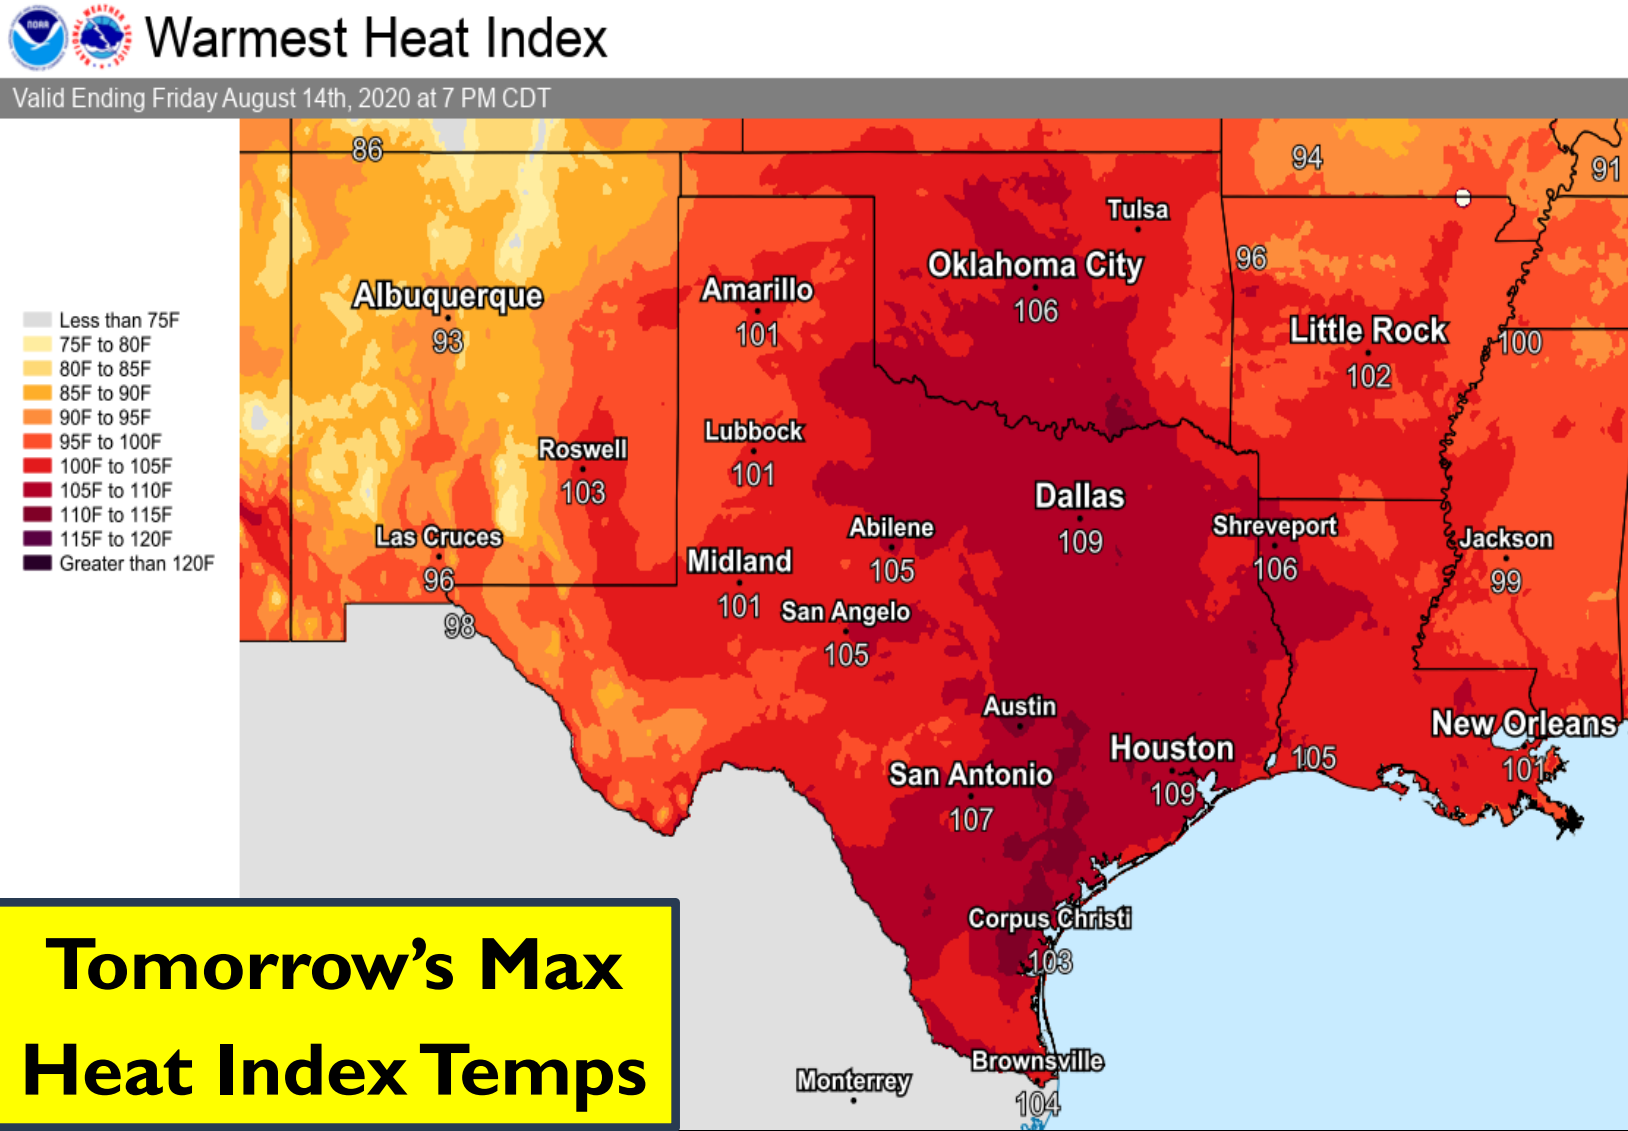 NOAA
NATIONAL WEATHER SERVICE
Warmest Heat Index
Valid Ending Friday August 14th, 2020 at 7 PM CDT
86
94
91
Tulsa
96
Oklahoma City
106
Albuquerque
93
Amarillo
101
Little Rock
102
100
Less than 75F
75F to 80F
80F to 85F
85F to 90F
90F to 95F
95F to 100F
100F to 105F
105F to 110F
110F to 115F
115F to 120F
Greater than 120F
Lubbock
101
Roswell
103
Dallas
109
Abilene
105
Shreveport
106
Jackson
99
Las Cruces
96
98
Midland
101
San Angelo
105
Austin
New Orleans
101
Houston
109
105
San Antonio
107
Corpus Christi
103
Brownsville
104
Monterrey
Tomorrow’s Max
Heat Index Temps